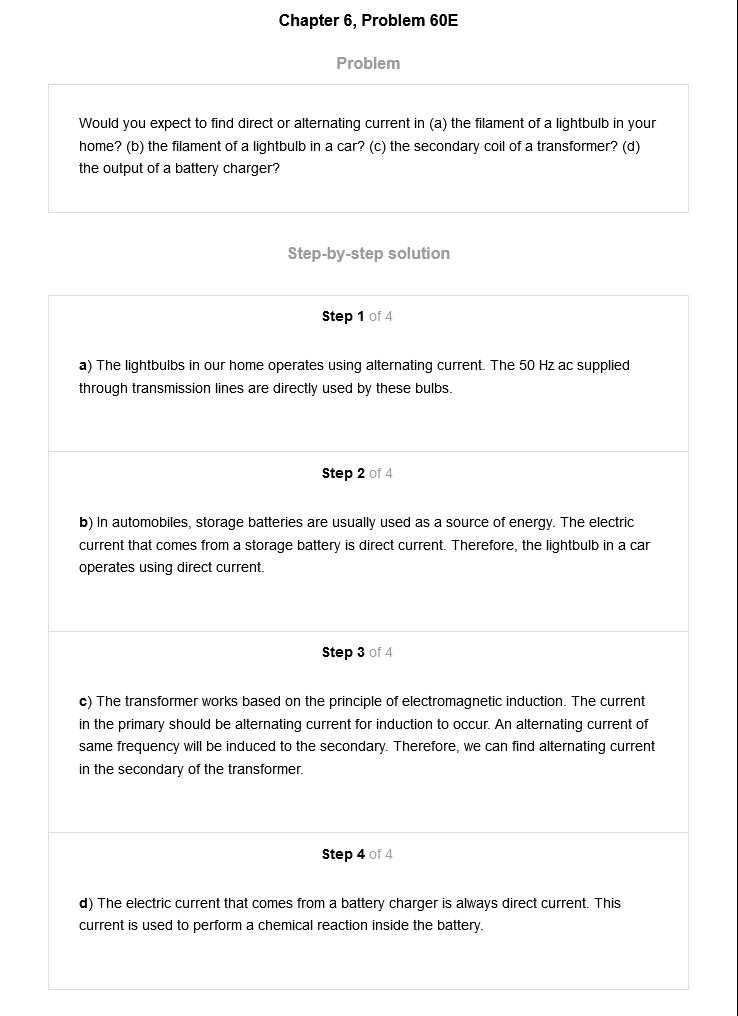 Chapter 6, Problem 60E
Problem
Would you expect to find direct or alternating current in (a) the filament of a lightbulb in your
home? (b) the filament of a lightbulb in a car? (c) the secondary coil of a transformer? (d)
the output of a battery charger?
Step-by-step solution
Step 1 of 4
a) The lightbulbs in our home operates using alternating current. The 50 Hz ac supplied
through transmission lines are directly used by these bulbs.
Step 2 of 4
b) In automobiles, storage batteries are usually used as a source of energy. The electric
current that comes from a storage battery is direct current. Therefore, the lightbulb in a car
operates using direct current.
Step 3 of 4
c) The transformer works based on the principle of electromagnetic induction. The current
in the primary should be alternating current for induction to occur. An alternating current of
same frequency will be induced to the secondary. Therefore, we can find alternating current
in the secondary of the transformer.
Step 4 of 4
d) The electric current that comes from a battery charger is always direct current. This
current is used to perform a chemical reaction inside the battery.